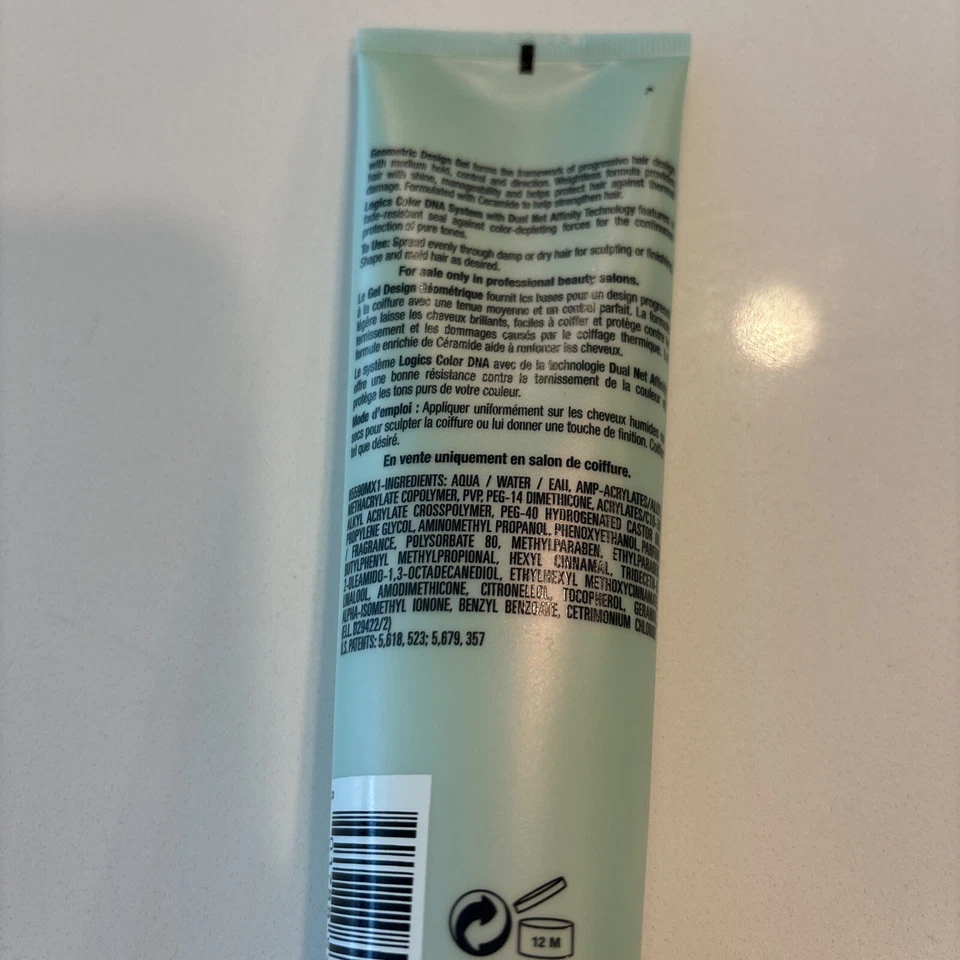 Geometric Design Gel forms the framework of progressive hair design
with medium hold, control and direction. Weightless formula provides
hair with shine, manageability and helps protect hair against thermal
damage. Formulated with Ceramide to help strengthen hair.
Logics Color DNA System with Dual Net Affinity Technology features
fade-resistant seal against color-depleting forces for the
protection of pure tones.
To Use: Spread evenly through damp or dry hair for sculpting or finishing.
Shape and mold hair as desired.
For sale only in professional beauty salons.
Le Gel Design Géométrique fournit les bases pour un design
à la coiffure avec une tenue moyenne et un control parfait. La
légère laisse les cheveux brillants, faciles à coiffer et protège contre
ternissement et les dommages causés par le coiffage thermique.
formule enrichie de Céramide aide à renforcer les cheveux.
Le système Logics Color DNA avec de la technologie Dual Net
offre une bonne résistance contre le ternissement de la couleur
protège les tons purs de votre couleur.
Mode d'emploi : Appliquer uniformément sur les cheveux humides
secs pour sculpter la coiffure ou lui donner une touche de finition.
tel que désiré.
En vente uniquement en salon de coiffure.
INGREDIENTS: AQUA / WATER / EAU, AMP-ACRYLATES/
METHACRYLATE COPOLYMER, PVP, PEG-14 DIMETHICONE,
ALKYL ACRYLATE CROSSPOLYMER, PEG-40 HYDROGENATED CASTOR
PROPYLENE GLYCOL, AMINOMETHYL PROPANOL, PHENOXYETHANOL,
/ FRAGRANCE, POLYSORBATE 80, METHYLPARABEN,
BUTYLPHENYL METHYLPROPIONAL, HEXYL CINNAMAL,
2-OLEAMIDO-1,3-OCTADECANEDIOL, ETHYLHEXYL
LINALOOL, AMODIMETHICONE, CITRONELLOL, TOCOPHEROL,
ALPHA-ISOMETHYL IONONE, BENZYL BENZOATE, CETRIMONIUM
D29422/2)
U.S. PATENTS: 5,618, 523; 5,679, 357
12 M